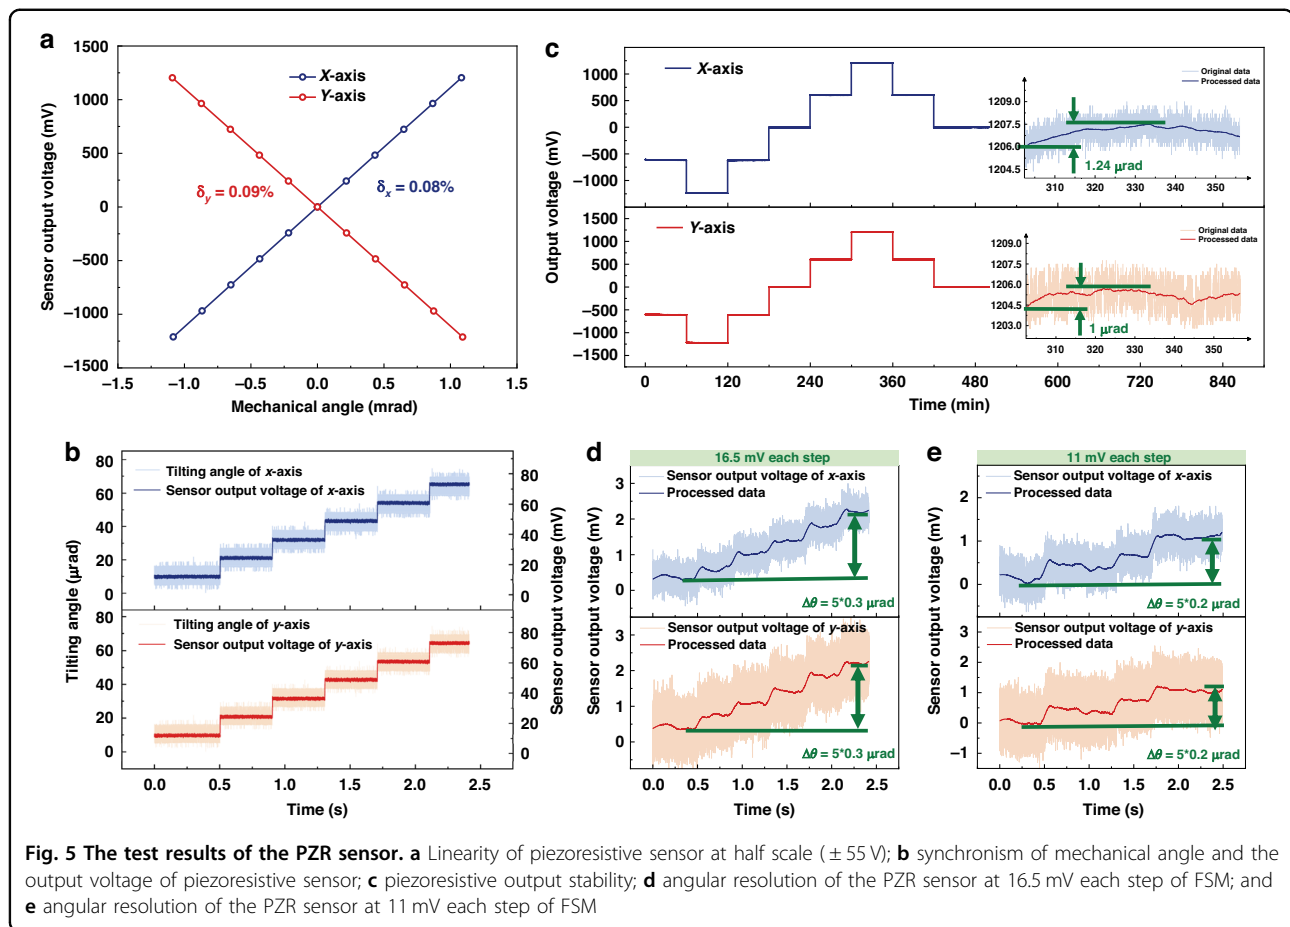 a
1500
1000
500
0
−500
−1000
−1500
Sensor output voltage (mV)
X-axis
Y-axis
δy = 0.09%
δx = 0.08%
−1.5
−1.0
−0.5
0.0
0.5
1.0
1.5
Mechanical angle (mrad)
c
1000
500
0
−500
−1000
X-axis
Original data
Processed data
1209.0
1207.5
1206.0
1204.5
1.24 μrad
310
320
330
340
350
Output voltage (mV)
1500
1000
500
0
−500
−1000
−1500
Y-axis
Original data
Processed data
1209.0
1207.5
1206.0
1204.5
1203.0
1 μrad
310
320
330
340
350
0
120
240
360
480
600
720
840
Time (min)
b
80
60
40
20
0
Tilting angle of x-axis
Sensor output voltage of x-axis
80
60
40
20
0
Tilting angle (μrad)
Sensor output voltage (mV)
80
60
40
20
0
Tilting angle of y-axis
Sensor output voltage of y-axis
80
60
40
20
0
0.0
0.5
1.0
1.5
2.0
2.5
Time (s)
d
16.5 mV each step
Sensor output voltage of x-axis
Processed data
3
2
1
0
Δθ = 5*0.3 μrad
Sensor output voltage (mV)
Sensor output voltage of y-axis
Processed data
3
2
1
0
Δθ = 5*0.3 μrad
0.0
0.5
1.0
1.5
2.0
2.5
Time (s)
e
11 mV each step
Sensor output voltage of x-axis
Processed data
2
1
0
Δθ = 5*0.2 μrad
Sensor output voltage (mV)
Sensor output voltage of y-axis
Processed data
3
2
1
0
−1
Δθ = 5*0.2 μrad
0.0
0.5
1.0
1.5
2.0
2.5
Time (s)
Fig. 5 The test results of the PZR sensor. a Linearity of piezoresistive sensor at half scale (±55 V); b synchronism of mechanical angle and the
output voltage of piezoresistive sensor; c piezoresistive output stability; d angular resolution of the PZR sensor at 16.5 mV each step of FSM; and
e angular resolution of the PZR sensor at 11 mV each step of FSM